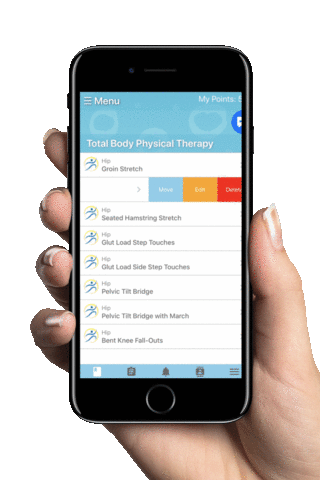 Menu
My Points: 5
Total Body Physical Therapy
Hip
Groin Stretch
Move
Edit
Delete
Hip
Seated Hamstring Stretch
Hip
Glut Load Step Touches
Hip
Glut Load Side Step Touches
Hip
Pelvic Tilt Bridge
Hip
Pelvic Tilt Bridge with March
Hip
Bent Knee Fall-Outs